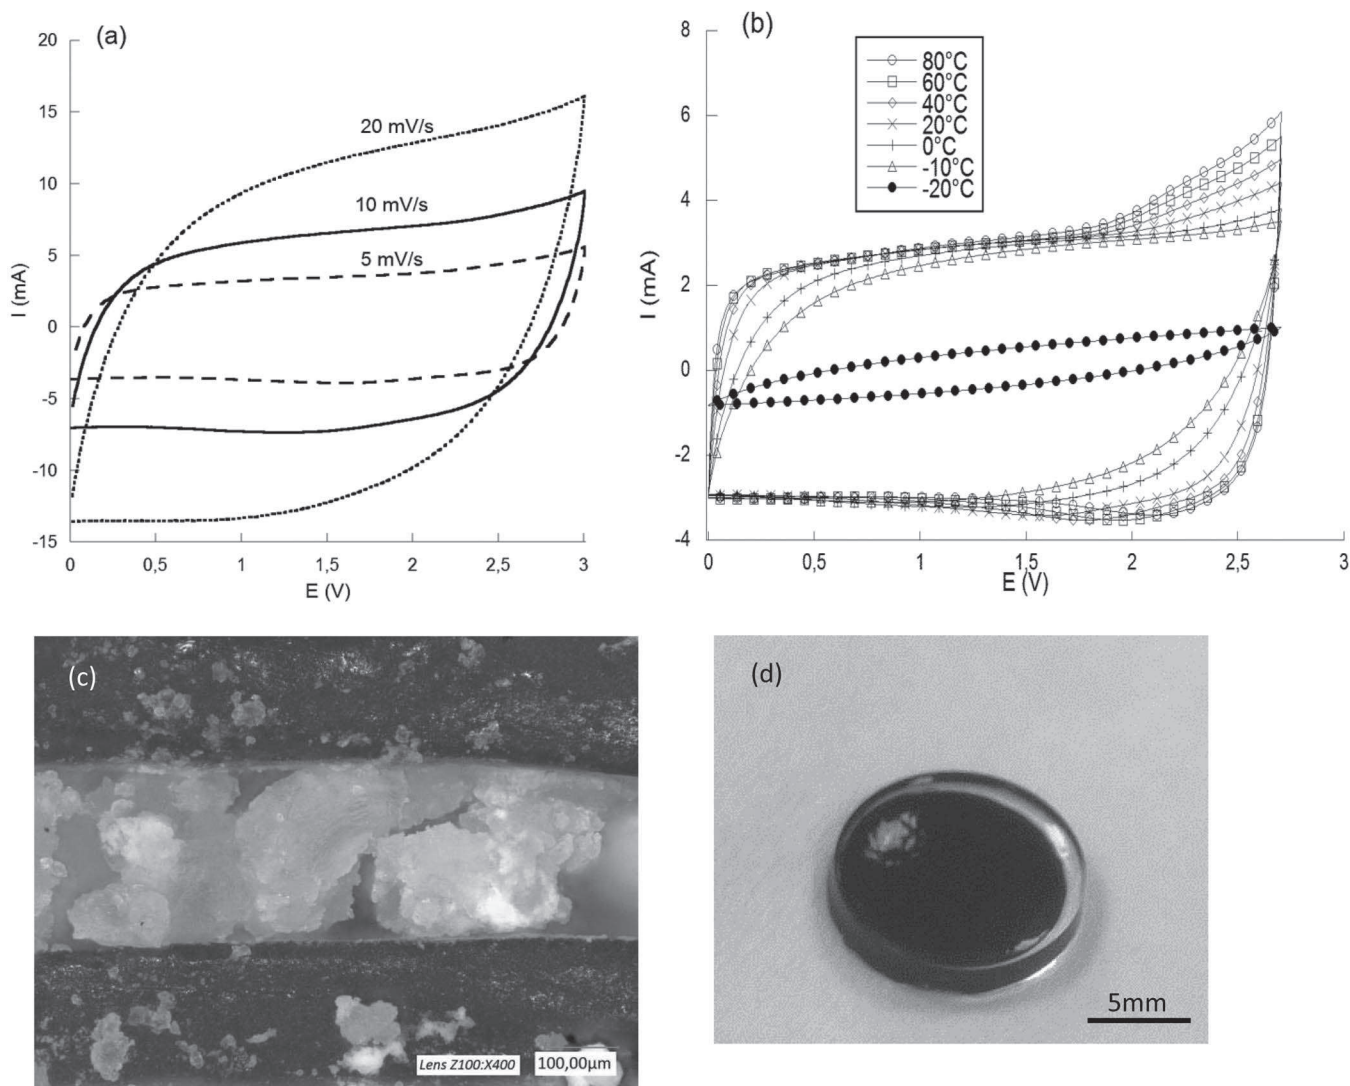 (a)
20
15
10
5
0
-5
-10
-15
I (mA)
20 mV/s
10 mV/s
5 mV/s
0
0,5
1
1,5
2
2,5
3
E (V)
(b)
8
6
4
2
0
-2
-4
I (mA)
80°C
60°C
40°C
20°C
0°C
-10°C
-20°C
0
0,5
1
1,5
2
2,5
3
E (V)
(c)
Lens Z100:X400
100,00µm
(d)
5mm